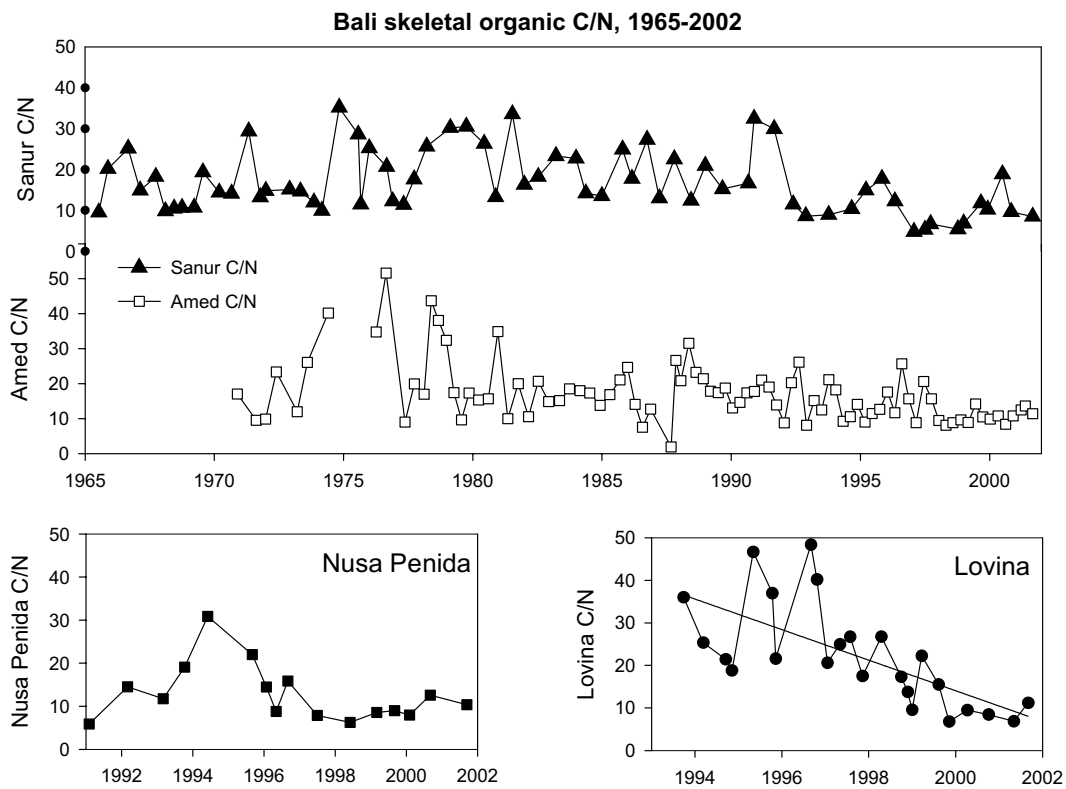 Bali skeletal organic C/N, 1965-2002
Sanur C/N
50
40
30
20
10
0
Sanur C/N
Amed C/N
Amed C/N
50
40
30
20
10
0
1965 1970 1975 1980 1985 1990 1995 2000
Nusa Penida C/N
Nusa Penida
50
40
30
20
10
0
1992 1994 1996 1998 2000 2002
Lovina C/N
Lovina
50
40
30
20
10
0
1994 1996 1998 2000 2002